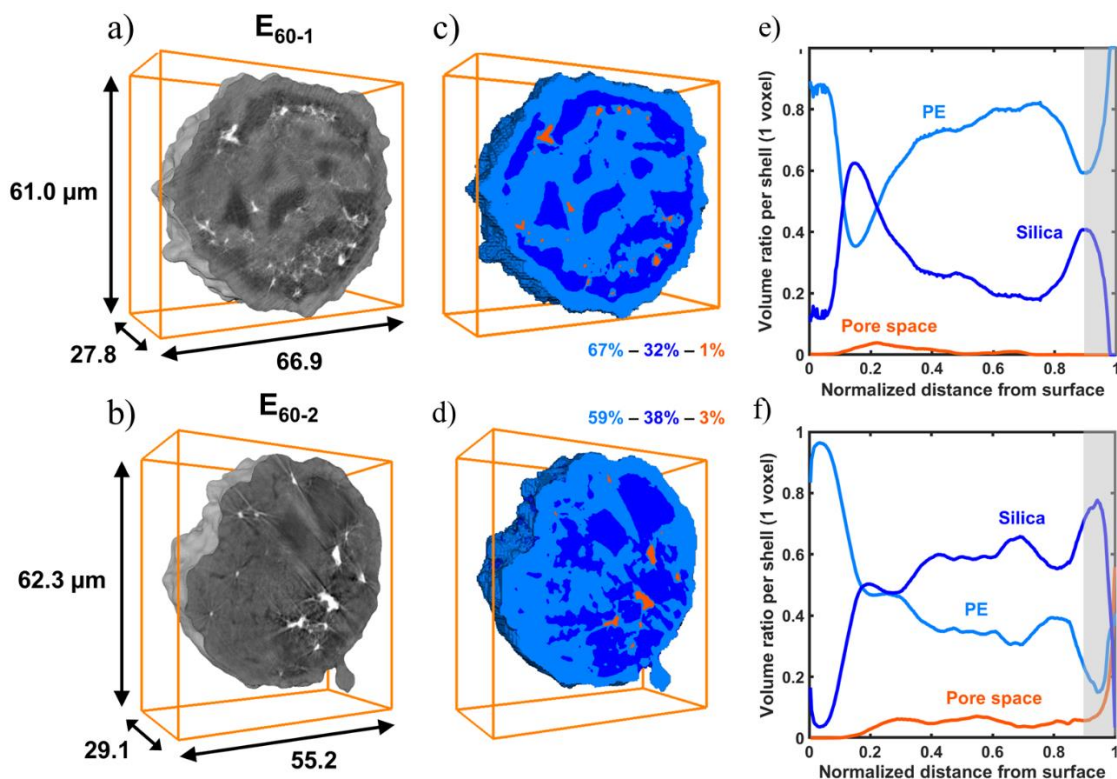 a)
E60-1
61.0 µm
27.8
66.9
c)
67% – 32% – 1%
e)
Volume ratio per shell (1 voxel)
0.8
0.6
0.4
0.2
0
PE
Silica
Pore space
0 0.2 0.4 0.6 0.8 1
Normalized distance from surface
b)
E60-2
62.3 µm
29.1
55.2
d)
59% – 38% – 3%
f)
Volume ratio per shell (1 voxel)
1
0.8
0.6
0.4
0.2
0
Silica
PE
Pore space
0 0.2 0.4 0.6 0.8 1
Normalized distance from surface